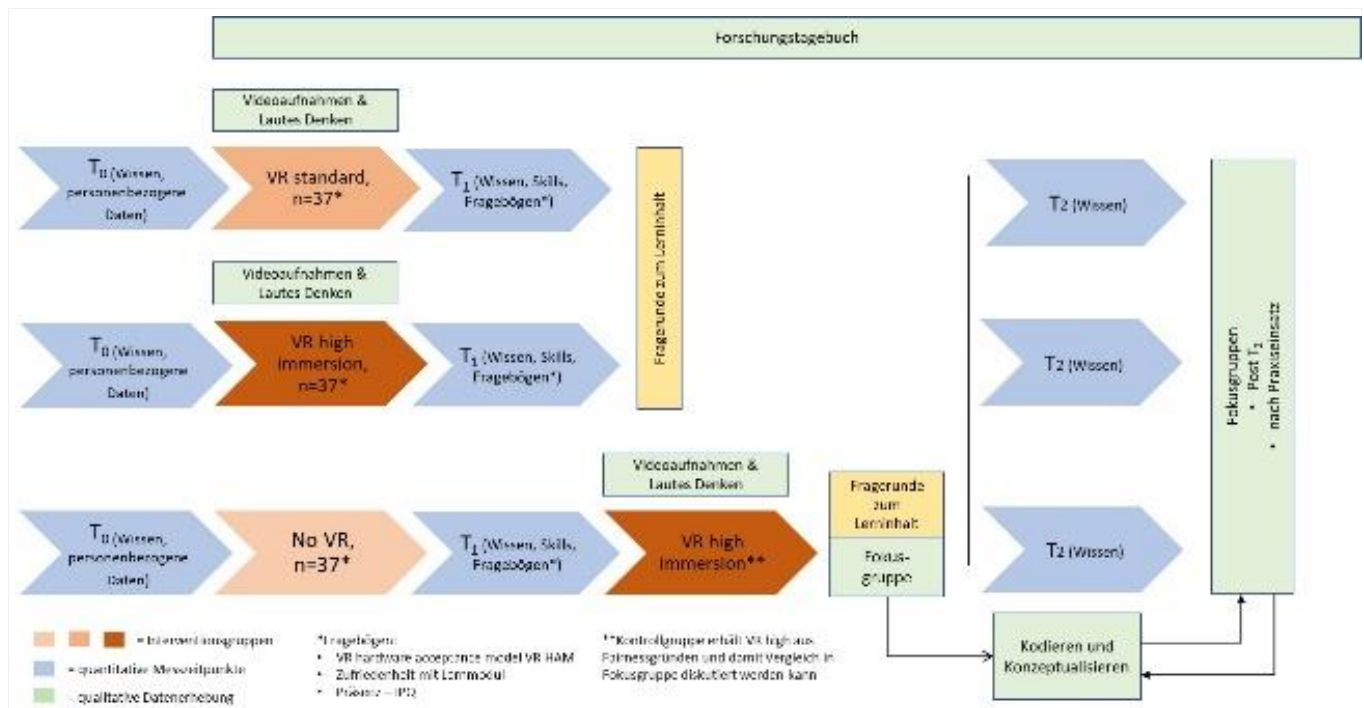 Forschungstagebuch
Videoaufnahmen &
Lautes Denken
T0 (Wissen,
personenbezogene
Daten)
VR standard,
n=37*
T1 (Wissen, Skills,
Fragebögen*)
Fragerunde zum Lerninhalt
T2 (Wissen)
Fokusgruppen
• Post T2
• nach Praxiseinsatz
Videoaufnahmen &
Lautes Denken
T0 (Wissen,
personenbezogene
Daten)
VR high
immersion,
n=37*
T1 (Wissen, Skills,
Fragebögen*)
T2 (Wissen)
Videoaufnahmen &
Lautes Denken
T0 (Wissen,
personenbezogene
Daten)
No VR,
n=37*
T1 (Wissen, Skills,
Fragebögen*)
VR high
immersion**
Fragerunde
zum
Lerninhalt
Fokus-
gruppe
T2 (Wissen)
Kodieren und
Konzeptualisieren
= Interventionsgruppen
= quantitative Messzeitpunkte
= qualitative Datenerhebung
*Fragebögen:
• VR hardware acceptance model VR-HAM
• Zufriedenheit mit Lernmodul
• Präsenz – IPQ
**Kontrollgruppe erhält VR high aus
Fairnessgründen und damit Vergleich in
Fokusgruppe diskutiert werden kann